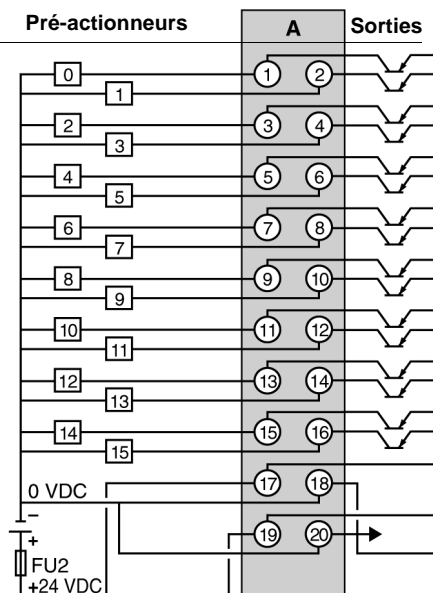 Pré-actionneurs A Sorties
0 1 2
1
2 3 4
3
4 5 6
5
6 7 8
7
8 9 10
9
10 11 12
11
12 13 14
13
14 15 16
15
0 VDC 17 18
–
+ 19 20
FU2
+24 VDC